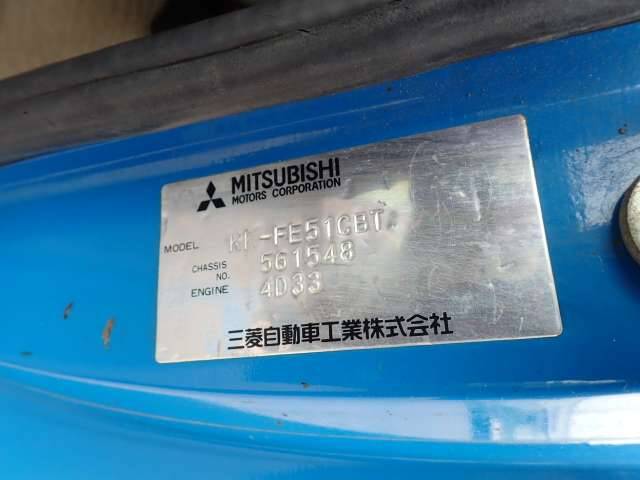 MITSUBISHI
MOTORS CORPORATION
MODEL -FE51CBT
CHASSIS NO. 561548
ENGINE 4D33
三菱自動車工業株式会社